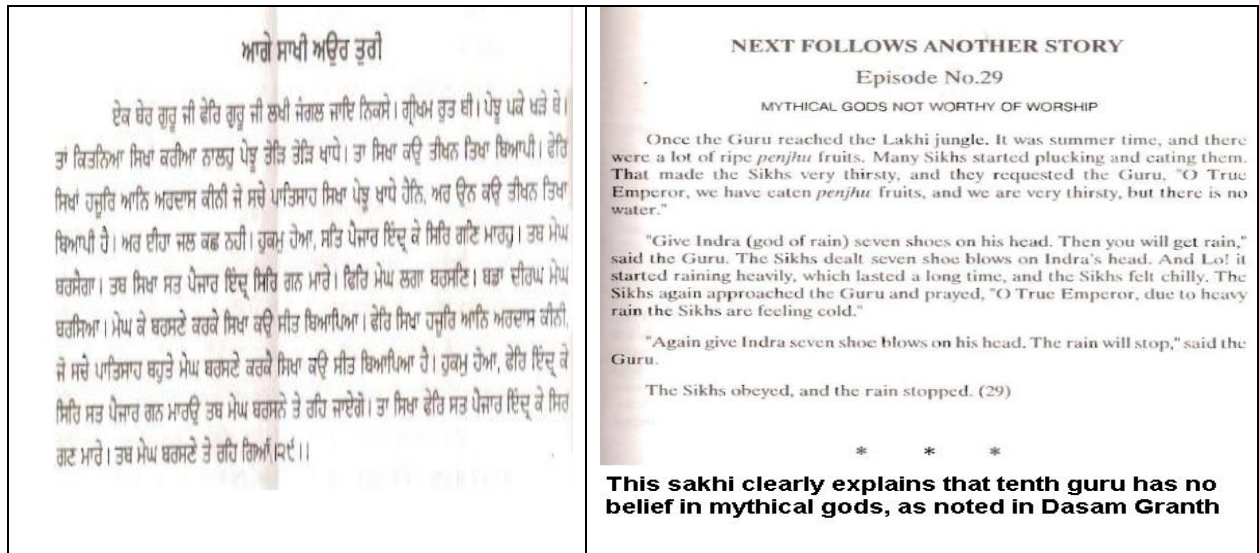 ਆਗੇ ਸਾਖੀ ਅਉਰ ਤੁਰੀ
ਏਕ ਬੇਰ ਗੁਰੂ ਜੀ ਫੇਰਿ ਗੁਰੂ ਜੀ ਲਖੀ ਜੰਗਲ ਜਾਇ ਨਿਕਸੇ। ਗ੍ਰੀਖਮ ਰੁਤ ਥੀ। ਪੇਝੂ ਪਕੇ ਖੜੇ ਥੇ।
ਤਾਂ ਕਿਤਨਿਆ ਸਿਖਾ ਕਰੀਆ ਨਾਲਹੁ ਪੇਝੂ ਤੋੜਿ ਤੋੜਿ ਖਾਧੇ। ਤਾ ਸਿਖਾ ਕਉ ਤੀਖਨ ਤਿਖਾ ਬਿਆਪੀ। ਫੇਰਿ
ਸਿਖਾਂ ਹਜੂਰਿ ਆਨਿ ਅਰਦਾਸ ਕੀਨੀ ਜੋ ਸਚੇ ਪਾਤਿਸਾਹ ਸਿਖਾ ਪੇਝੂ ਖਾਧੇ ਹੈਨਿ, ਅਰ ਉਨ ਕਉ ਤੀਖਨ ਤਿਖਾ
ਬਿਆਪੀ ਹੈ। ਅਰ ਈਹਾ ਜਲ ਕਛ ਨਹੀ। ਹੁਕਮੁ ਹੋਆ, ਸਤਿ ਪੈਜਾਰ ਇੰਦ੍ਰ ਕੇ ਸਿਰਿ ਗਣਿ ਮਾਰਹੁ। ਤਬ ਮੇਘ
ਬਰਸੈਗਾ। ਤਬ ਸਿਖਾ ਸਤ ਪੈਜਾਰ ਇੰਦ੍ਰ ਸਿਰਿ ਗਨ ਮਾਰੇ। ਫਿਰਿ ਮੇਘ ਲਗਾ ਬਰਸਣਿ। ਬਡਾ ਦੀਰਘ ਮੇਘ
ਬਰਸਿਆ। ਮੇਘ ਕੇ ਬਰਸਣੇ ਕਰਕੇ ਸਿਖਾ ਕਉ ਸੀਤ ਬਿਆਪਿਆ। ਫੇਰਿ ਸਿਖਾ ਹਜੂਰਿ ਆਨਿ ਅਰਦਾਸ ਕੀਨੀ,
ਜੋ ਸਚੇ ਪਾਤਿਸਾਹ ਬਹੁਤੇ ਮੇਘ ਬਰਸਣੇ ਕਰਕੈ ਸਿਖਾ ਕਉ ਸੀਤ ਬਿਆਪਿਆ ਹੈ। ਹੁਕਮੁ ਹੋਆ, ਫੇਰਿ ਇੰਦ੍ਰ ਕੇ
ਸਿਰਿ ਸਤ ਪੈਜਾਰ ਗਨ ਮਾਰਉ ਤਬ ਮੇਘ ਬਰਸਨੇ ਤੇ ਰਹਿ ਜਾਏਗੋ। ਤਾ ਸਿਖਾ ਫੇਰਿ ਸਤ ਪੈਜਾਰ ਇੰਦ੍ਰ ਕੇ ਸਿਰ
ਗਣ ਮਾਰੇ। ਤਬ ਮੇਘ ਬਰਸਣੇ ਤੇ ਰਹਿ ਗਿਆ।੨੯।।
NEXT FOLLOWS ANOTHER STORY
Episode No.29
MYTHICAL GODS NOT WORTHY OF WORSHIP
Once the Guru reached the Lakhi jungle. It was summer time, and there
were a lot of ripe penjhu fruits. Many Sikhs started plucking and eating them.
That made the Sikhs very thirsty, and they requested the Guru, "O True
Emperor, we have eaten penjhu fruits, and we are very thirsty, but there is no
water."
"Give Indra (god of rain) seven shoes on his head. Then you will get rain,"
said the Guru. The Sikhs dealt seven shoe blows on Indra's head. And Lo! it
started raining heavily, which lasted a long time, and the Sikhs felt chilly. The
Sikhs again approached the Guru and prayed, "O True Emperor, due to heavy
rain the Sikhs are feeling cold."
"Again give Indra seven shoe blows on his head. The rain will stop," said the
Guru.
The Sikhs obeyed, and the rain stopped. (29)
* * *
This sakhi clearly explains that tenth guru has no
belief in mythical gods, as noted in Dasam Granth